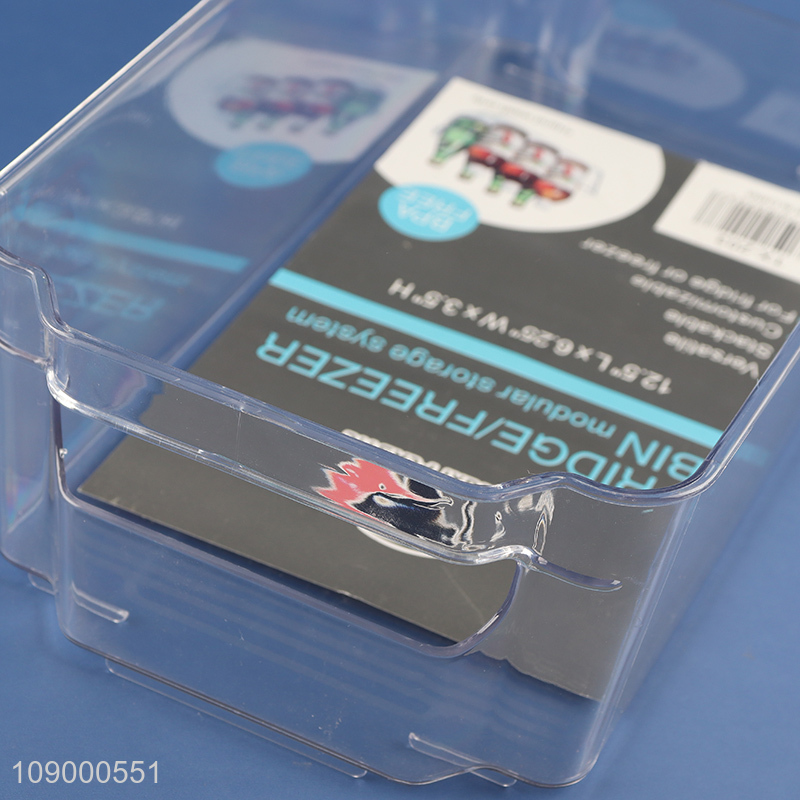 RIDGE/FREEZER
BIN modular storage system
12.5" L x 6.25" W x 3.5" H
Versatile
Stackable
Customizable
For fridge or freezer
BPA
FREE
109000551